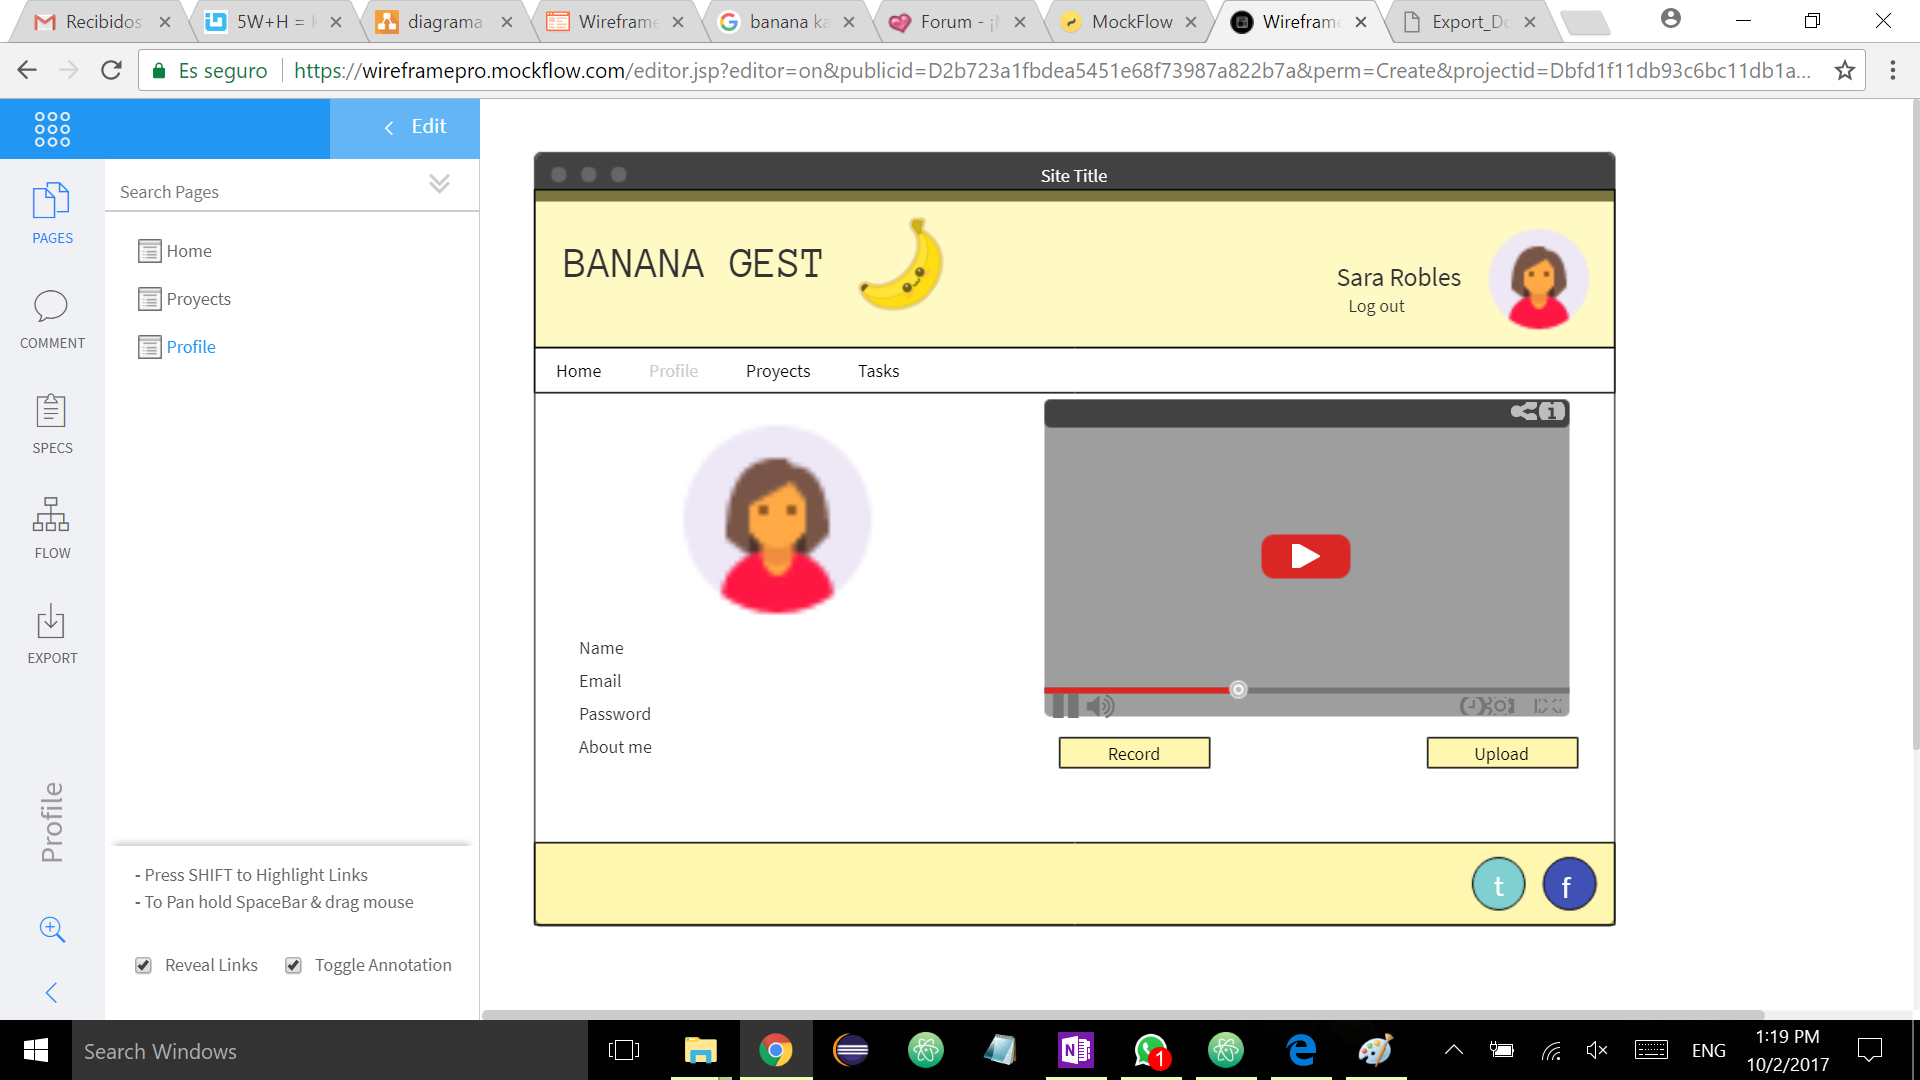 Recibidos
5W+H =
diagrama
Wireframe
banana ka
Forum - ¡
MockFlow
Wirefram
Export_Do
Es seguro
https://wireframepro.mockflow.com/editor.jsp?editor=on&publicid=D2b723a1fbdea5451e68f73987a822b7a&perm=Create&projectid=Dbfd1f11db93c6bc11db1a...
Edit
Search Pages
PAGES
COMMENT
SPECS
FLOW
EXPORT
Home
Proyects
Profile
Profile
- Press SHIFT to Highlight Links
- To Pan hold SpaceBar & drag mouse
Reveal Links
Toggle Annotation
Site Title
BANANA GEST
Sara Robles
Log out
Home Profile Proyects Tasks
Name
Email
Password
About me
Record
Upload
t
f
Search Windows
1
ENG
1:19 PM
10/2/2017